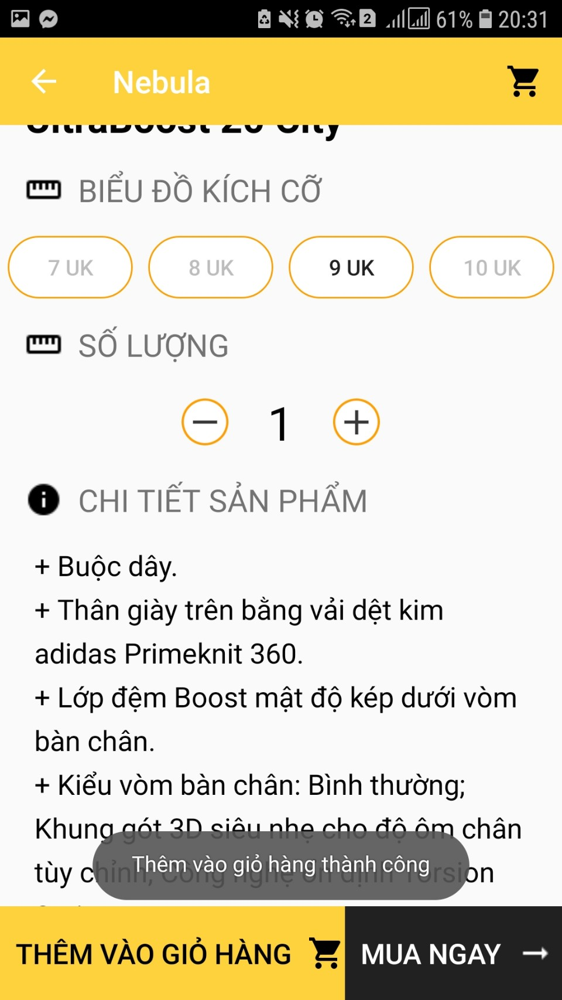 2 61% 20:31
Nebula
UltraBoost 20 City
BIỂU ĐỒ KÍCH CỠ
7 UK 8 UK 9 UK 10 UK
SỐ LƯỢNG
1
CHI TIẾT SẢN PHẨM
+ Buộc dây.
+ Thân giày trên bằng vải dệt kim
adidas Primeknit 360.
+ Lớp đệm Boost mật độ kép dưới vòm
bàn chân.
+ Kiểu vòm bàn chân: Bình thường;
Khung gót 3D siêu nhẹ cho độ ôm chân
tùy chỉnh; Công nghệ ổn định Torsion
Thêm vào giỏ hàng thành công
THÊM VÀO GIỎ HÀNG MUA NGAY